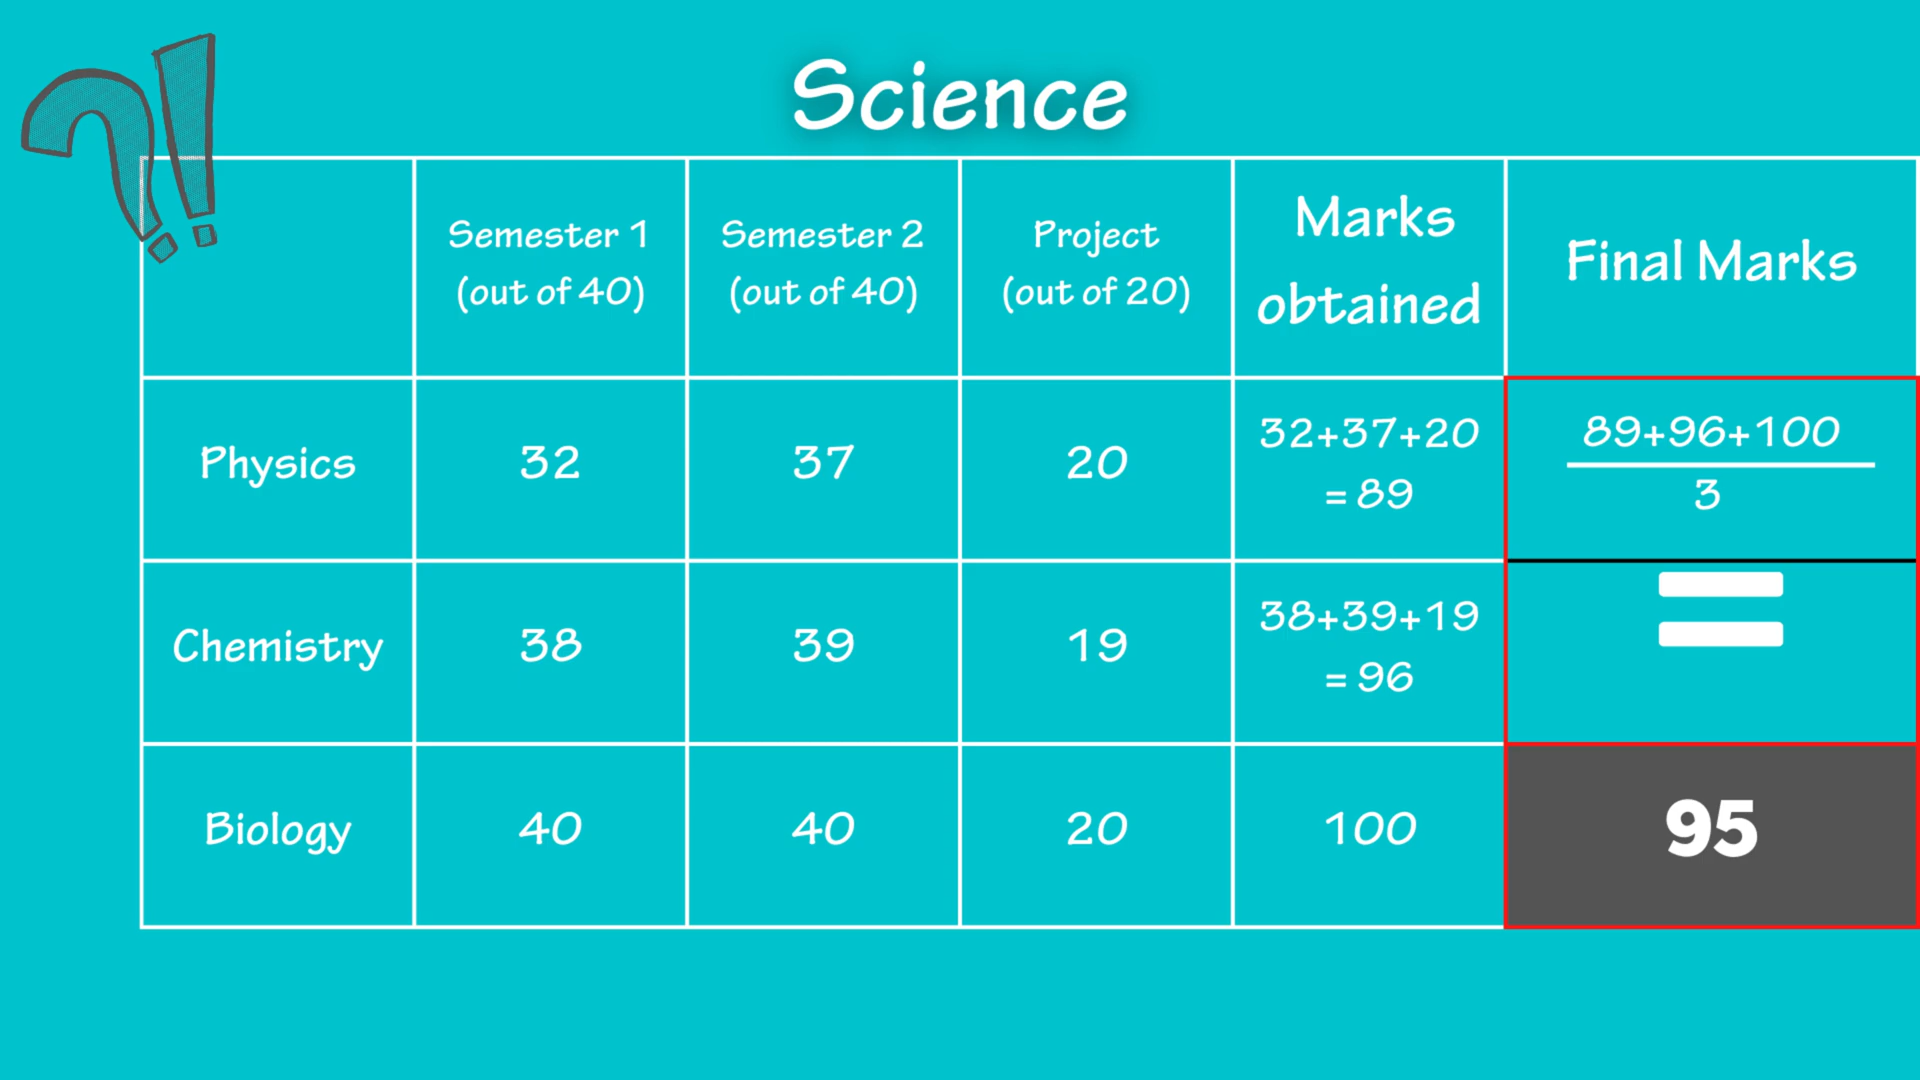 ?!
Science
Semester 1
(out of 40)
Semester 2
(out of 40)
Project
(out of 20)
Marks
obtained
Final Marks
Physics
32
37
20
32+37+20
= 89
89+96+100
3
Chemistry
38
39
19
38+39+19
= 96
=
Biology
40
40
20
100
95